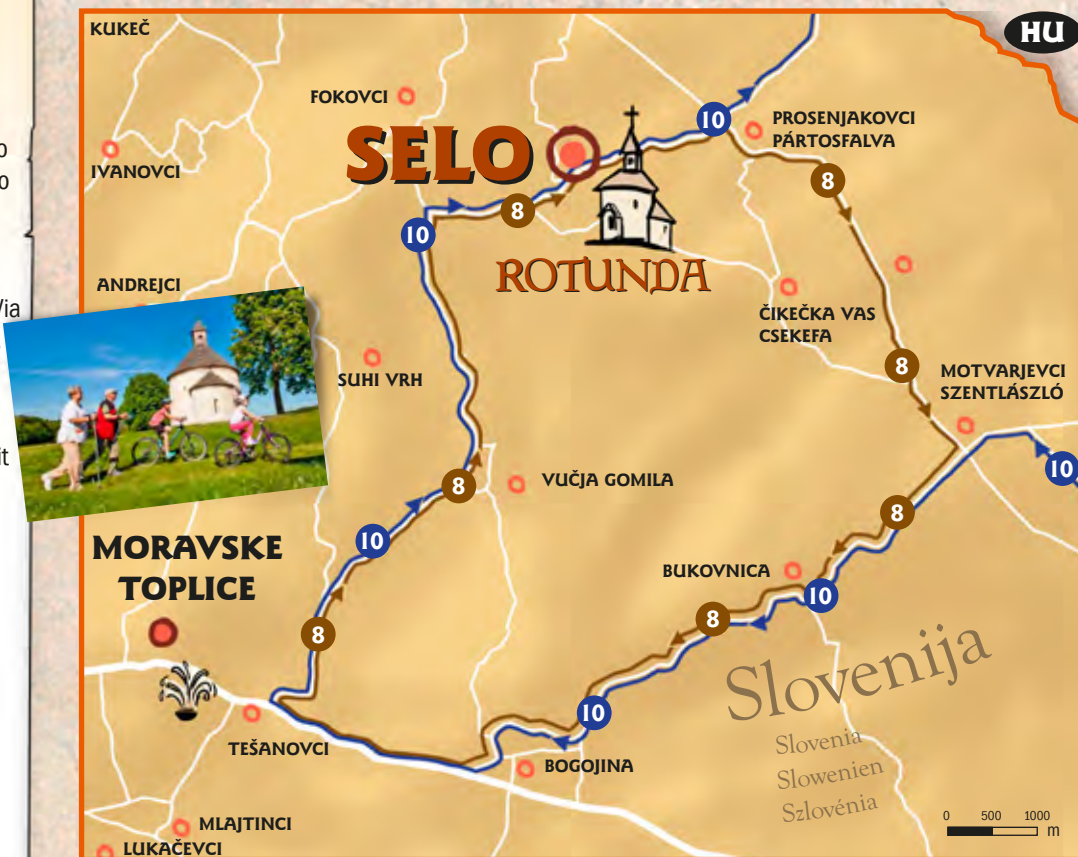 KUKEČ
HU
FOKOVCI
10
PROSENJAKOVCI
PÁRTOSFALVA
SELO
IVANOVCI
8
8
10
ROTUNDA
ANDREJCI
ČIKEČKA VAS
CSEKEFA
8
MOTVARJEVCI
SZENTLÁSZLÓ
SUHI VRH
10
8
VUČJA GOMILA
8
10
MORAVSKE
TOPLICE
BUKOVNICA
10
8
8
Slovenija
10
TEŠANOVCI
Slovenia
BOGOJINA
Slowenien
Szlovénia
MLAJTINCI
0 500 1000
m
LUKAČEVCI